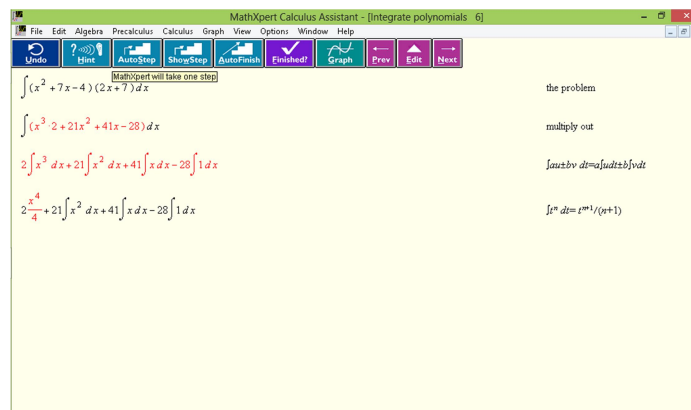 MathXpert Calculus Assistant - [Integrate polynomials 6]
File Edit Algebra Precalculus Calculus Graph View Options Window Help
Undo ? Hint AutoStep ShowStep AutoFinish Finished? Graph Prev Edit Next
MathXpert will take one step
∫(x² + 7x − 4)(2x + 7)dx the problem
∫(x³·2 + 21x² + 41x − 28)dx multiply out
2∫x³ dx + 21∫x² dx + 41∫x dx − 28∫1 dx ∫au±bv dt=a∫udt±b∫vdt
2 x⁴/4 + 21∫x² dx + 41∫x dx − 28∫1 dx ∫tⁿ dt= tⁿ⁺¹/(n+1)